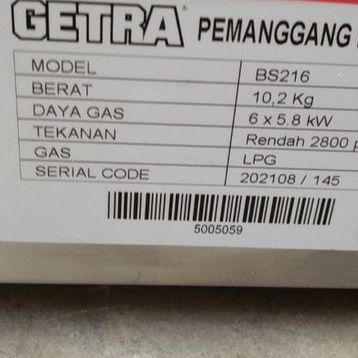 GETRA PEMANGGANG
MODEL BS216
BERAT 10,2 Kg
DAYA GAS 6 x 5.8 kW
TEKANAN Rendah 2800
GAS LPG
SERIAL CODE 202108 / 145
5005059